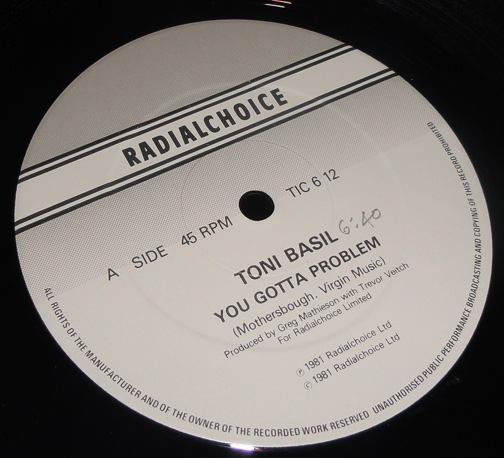 RADIALCHOICE
A SIDE 45 RPM TIC 6 12
TONI BASIL 6:40
YOU GOTTA PROBLEM
(Mothersbough, Virgin Music)
Produced by Greg Mathieson with Trevor Veitch
For Radialchoice Limited
℗ 1981 Radialchoice Ltd
© 1981 Radialchoice Ltd
ALL RIGHTS OF THE MANUFACTURER AND OF THE OWNER OF THE RECORDED WORK RESERVED UNAUTHORISED PUBLIC PERFORMANCE BROADCASTING AND COPYING OF THIS RECORD PROHIBITED